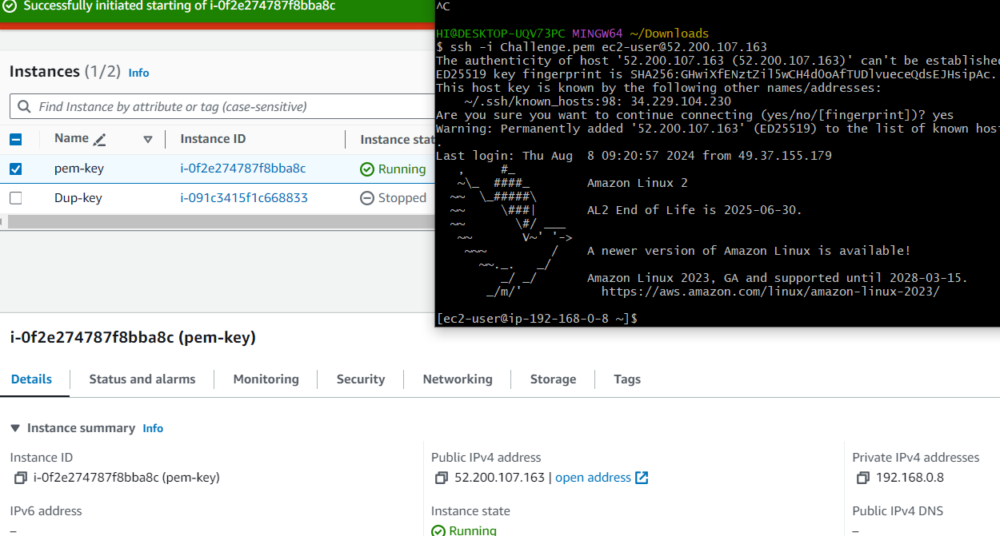 Successfully initiated starting of i-0f2e274787f8bba8c
Instances (1/2) Info
Find Instance by attribute or tag (case-sensitive)
Name Instance ID Instance stat
pem-key i-0f2e274787f8bba8c Running
Dup-key i-091c3415f1c668833 Stopped
^C
HI@DESKTOP-UQV73PC MINGW64 ~/Downloads
$ ssh -i Challenge.pem ec2-user@52.200.107.163
The authenticity of host '52.200.107.163 (52.200.107.163)' can't be established
ED25519 key fingerprint is SHA256:GHwiXfENztZil5wCH4dOoAfTUDlvueceQdsEJHsipAc.
This host key is known by the following other names/addresses:
    ~/.ssh/known_hosts:98: 34.229.104.230
Are you sure you want to continue connecting (yes/no/[fingerprint])? yes
Warning: Permanently added '52.200.107.163' (ED25519) to the list of known hos
.
Last login: Thu Aug  8 09:20:57 2024 from 49.37.155.179
   ,     #_
   ~\_  ####_        Amazon Linux 2
  ~~  \_#####\
  ~~     \###|       AL2 End of Life is 2025-06-30.
  ~~       \#/ ___
   ~~       V~' '->
    ~~~         /    A newer version of Amazon Linux is available!
      ~~._.   _/
         _/ _/       Amazon Linux 2023, GA and supported until 2028-03-15.
       _/m/'           https://aws.amazon.com/linux/amazon-linux-2023/
[ec2-user@ip-192-168-0-8 ~]$
i-0f2e274787f8bba8c (pem-key)
Details Status and alarms Monitoring Security Networking Storage Tags
Instance summary Info
Instance ID
i-0f2e274787f8bba8c (pem-key)
Public IPv4 address
52.200.107.163 | open address
Private IPv4 addresses
192.168.0.8
IPv6 address
–
Instance state
Running
Public IPv4 DNS
–